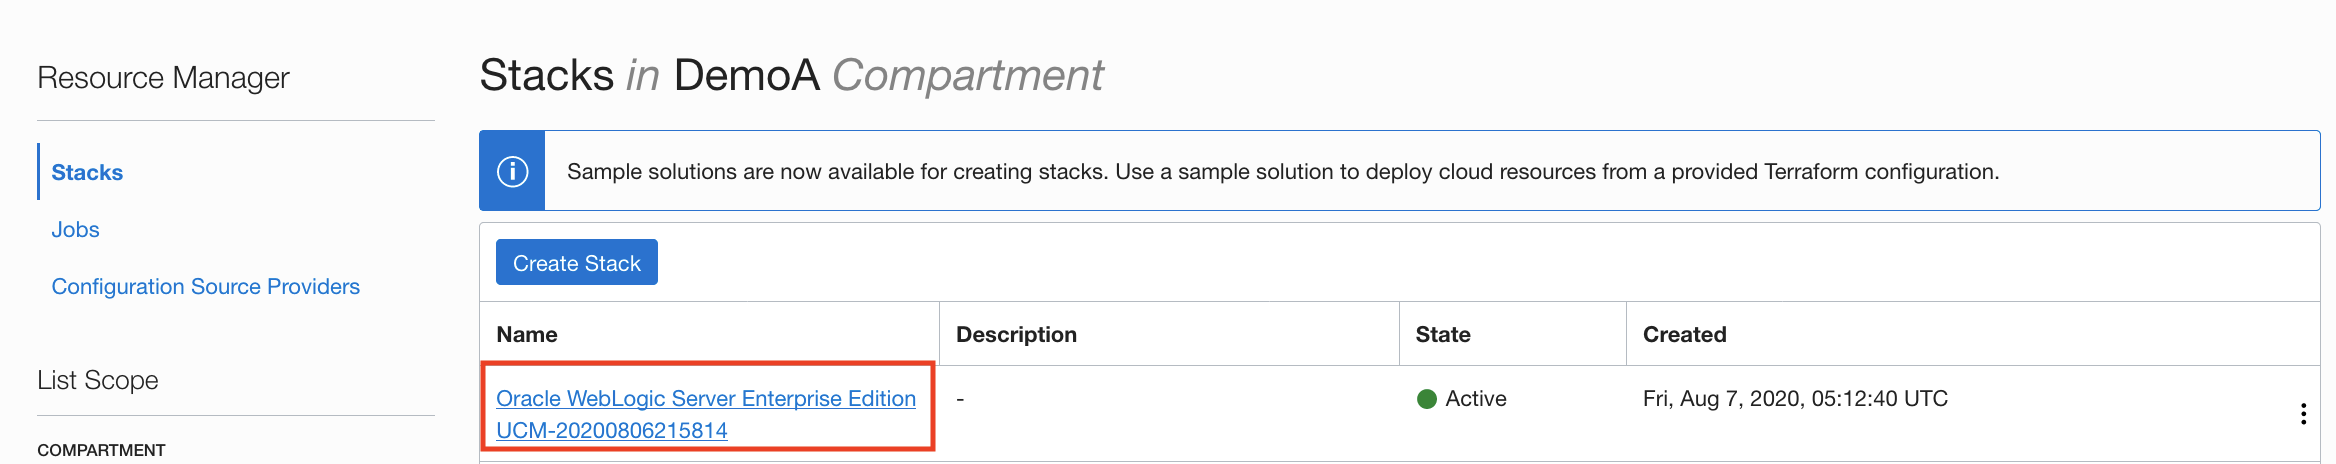 Resource Manager
Stacks
Jobs
Configuration Source Providers
List Scope
COMPARTMENT
Stacks in DemoA Compartment
Sample solutions are now available for creating stacks. Use a sample solution to deploy cloud resources from a provided Terraform configuration.
Create Stack
Name Description State Created
Oracle WebLogic Server Enterprise Edition - Active Fri, Aug 7, 2020, 05:12:40 UTC
UCM-20200806215814